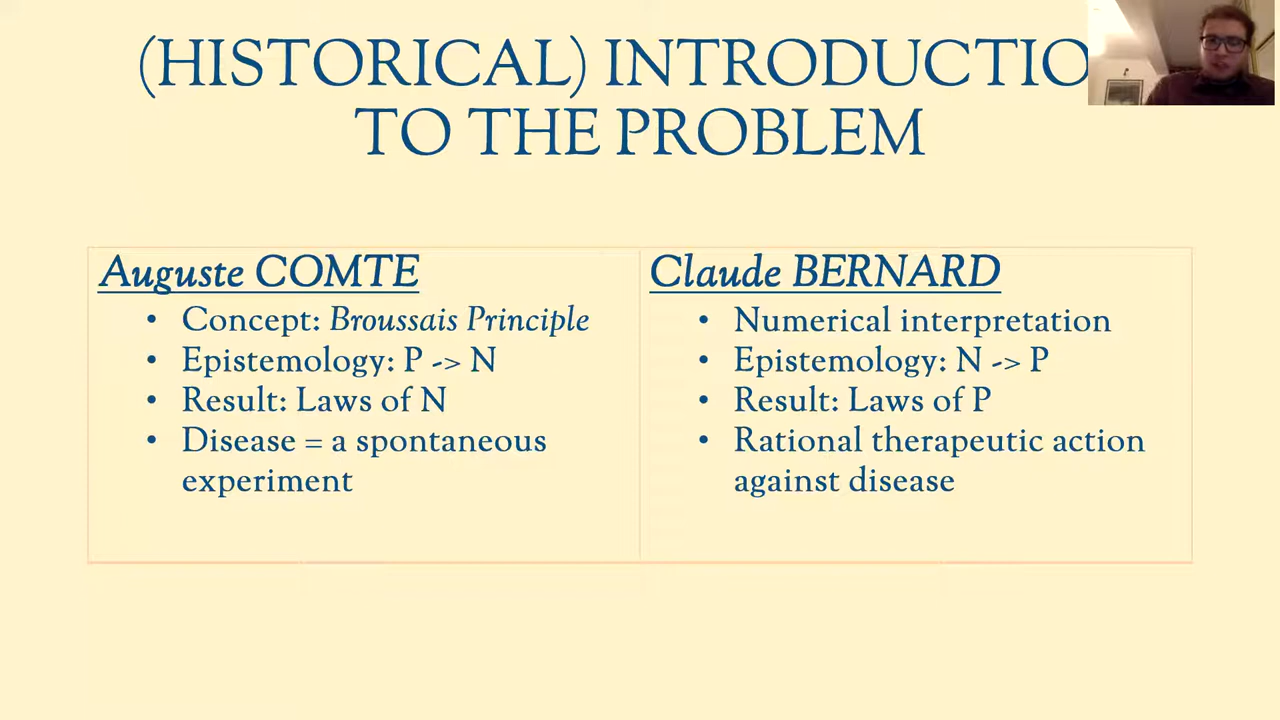 (HISTORICAL) INTRODUCTIO
TO THE PROBLEM
Auguste COMTE
• Concept: Broussais Principle
• Epistemology: P -> N
• Result: Laws of N
• Disease = a spontaneous
experiment
Claude BERNARD
• Numerical interpretation
• Epistemology: N -> P
• Result: Laws of P
• Rational therapeutic action
against disease